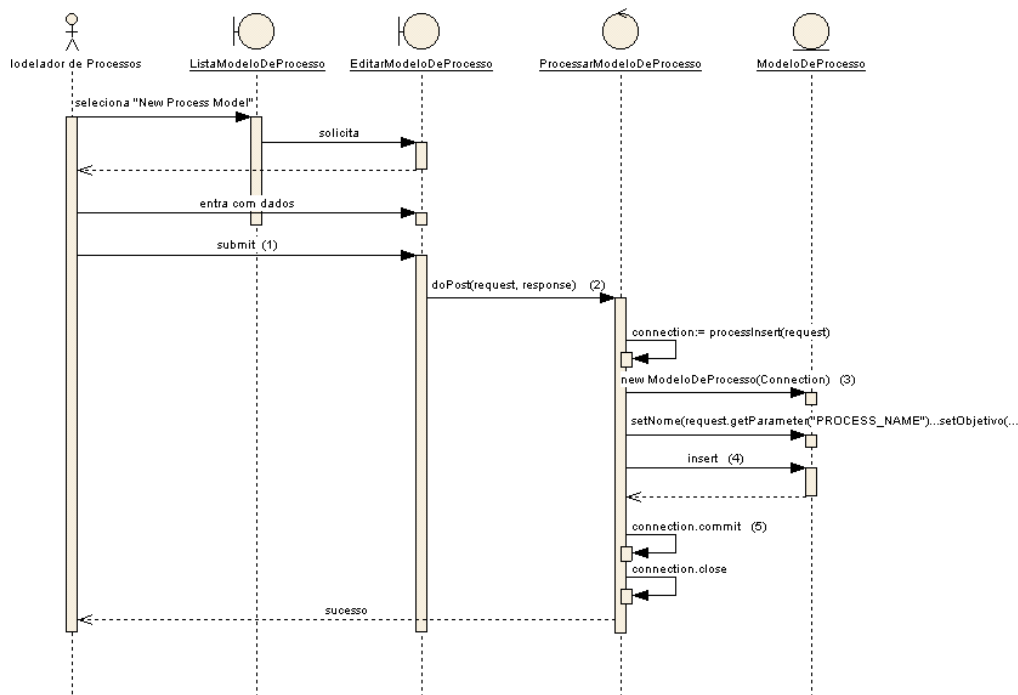 lodelador de Processos
ListaModeloDeProcesso
EditarModeloDeProcesso
ProcessarModeloDeProcesso
ModeloDeProcesso
seleciona "New Process Model"
solicita
entra com dados
submit (1)
doPost(request, response) (2)
connection:= processInsert(request)
new ModeloDeProcesso(Connection) (3)
setNome(request.getParameter("PROCESS_NAME")...setObjetivo(...
insert (4)
connection.commit (5)
connection.close
sucesso